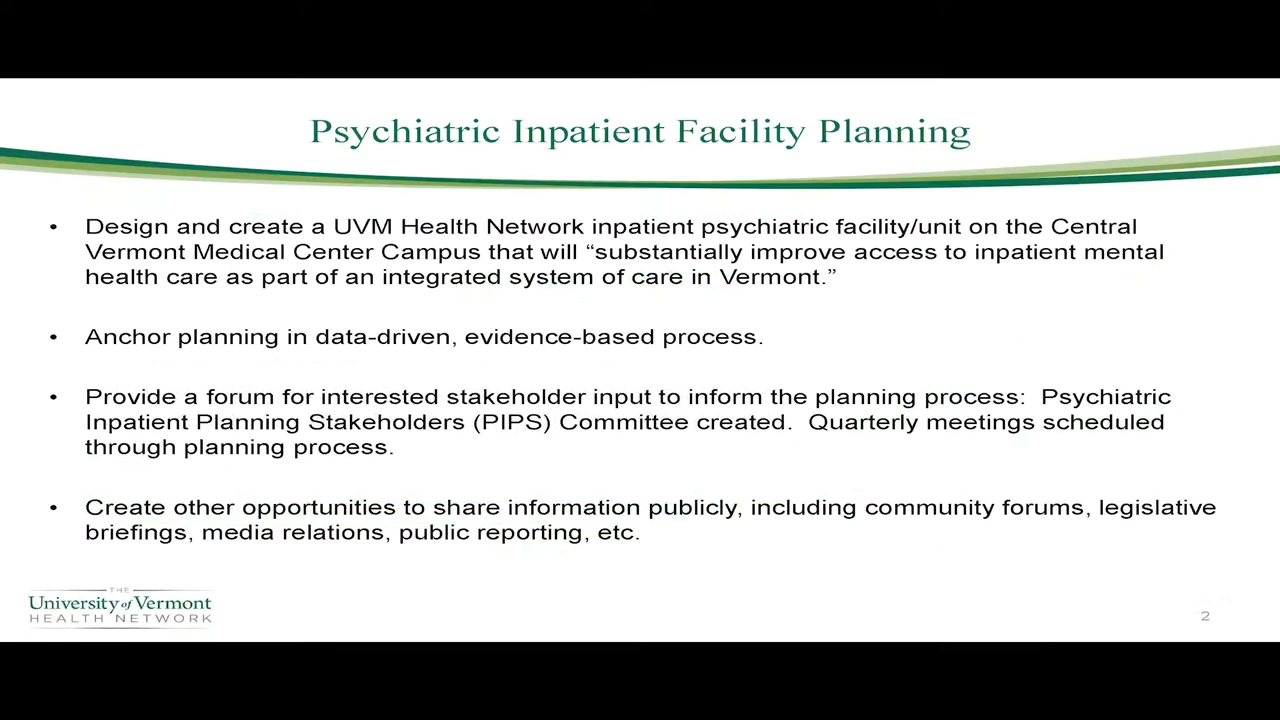 Psychiatric Inpatient Facility Planning
• Design and create a UVM Health Network inpatient psychiatric facility/unit on the Central
Vermont Medical Center Campus that will “substantially improve access to inpatient mental
health care as part of an integrated system of care in Vermont.”
• Anchor planning in data-driven, evidence-based process.
• Provide a forum for interested stakeholder input to inform the planning process:  Psychiatric
Inpatient Planning Stakeholders (PIPS) Committee created.  Quarterly meetings scheduled
through planning process.
• Create other opportunities to share information publicly, including community forums, legislative
briefings, media relations, public reporting, etc.
THE
University of Vermont
HEALTH NETWORK
2